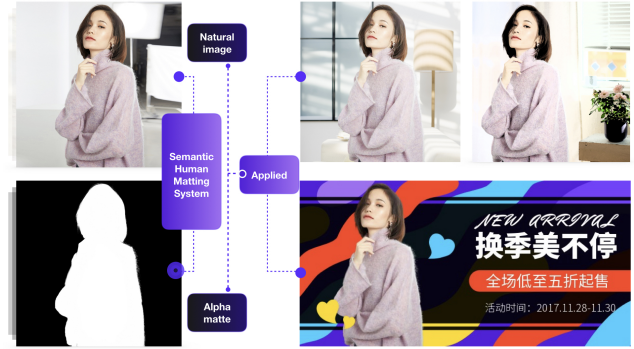 Natural
image
Semantic
Human
Matting
System
Applied
Alpha
matte
NEW ARRIVAL
换季美不停
全场低至五折起售
活动时间：2017.11.28-11.30